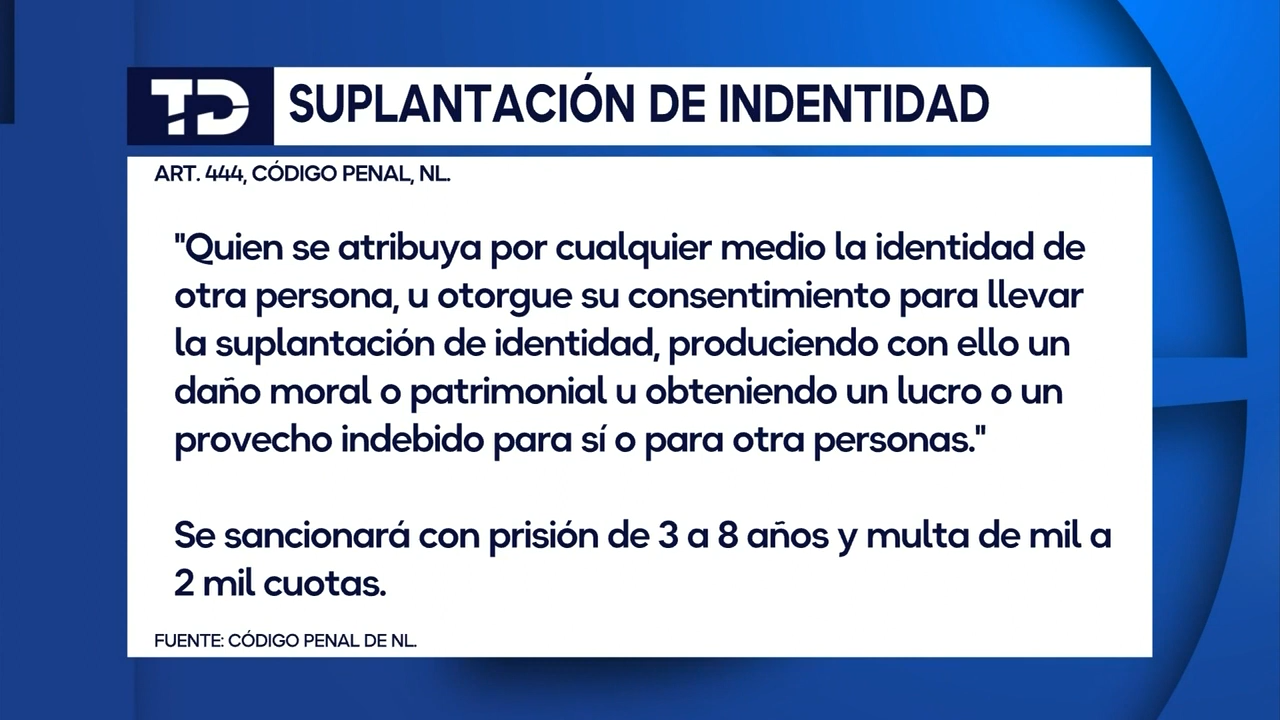 TD SUPLANTACIÓN DE INDENTIDAD
ART. 444, CÓDIGO PENAL, NL.
"Quien se atribuya por cualquier medio la identidad de
otra persona, u otorgue su consentimiento para llevar
la suplantación de identidad, produciendo con ello un
daño moral o patrimonial u obteniendo un lucro o un
provecho indebido para sí o para otra personas."
Se sancionará con prisión de 3 a 8 años y multa de mil a
2 mil cuotas.
FUENTE: CÓDIGO PENAL DE NL.